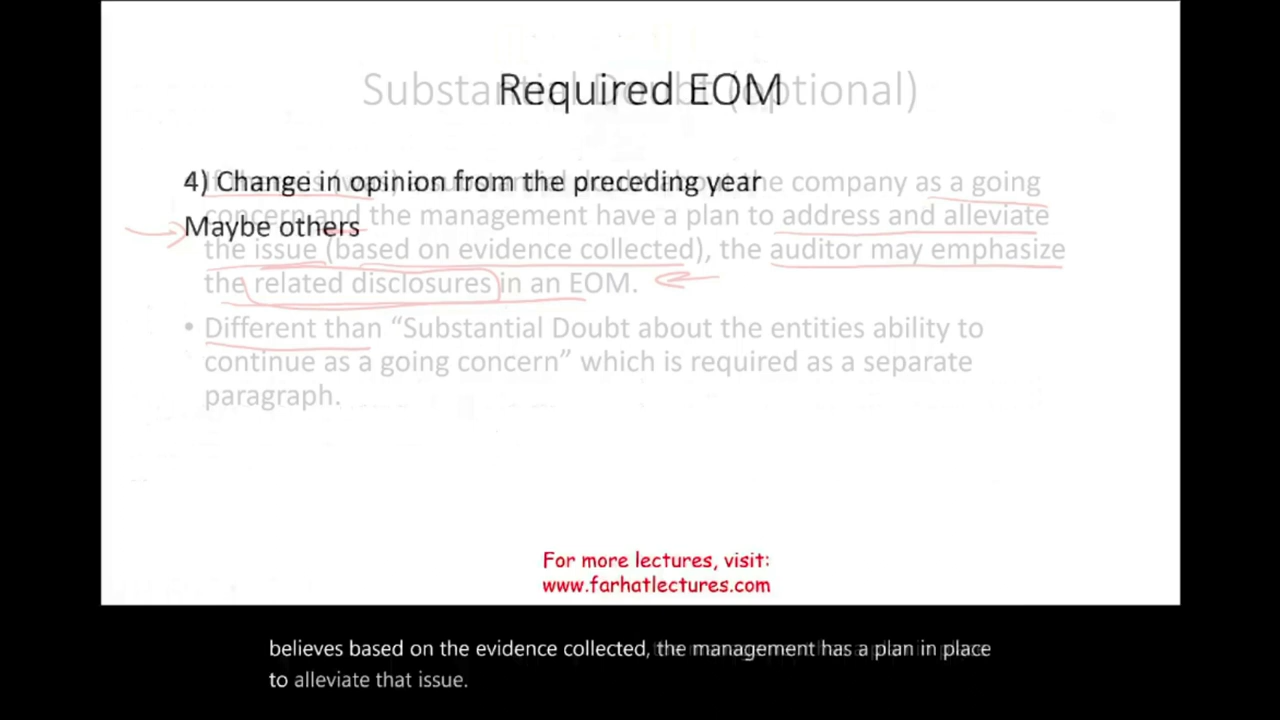 Substantial Doubt (optional)
Required EOM
4) Change in opinion from the preceding year
Maybe others
substantial doubt about the company as a going
concern and the management have a plan to address and alleviate
the issue (based on evidence collected), the auditor may emphasize
the related disclosures in an EOM.
• Different than “Substantial Doubt about the entities ability to
continue as a going concern” which is required as a separate
paragraph.
For more lectures, visit:
www.farhatlectures.com
believes based on the evidence collected, the management has a plan in place
to alleviate that issue.